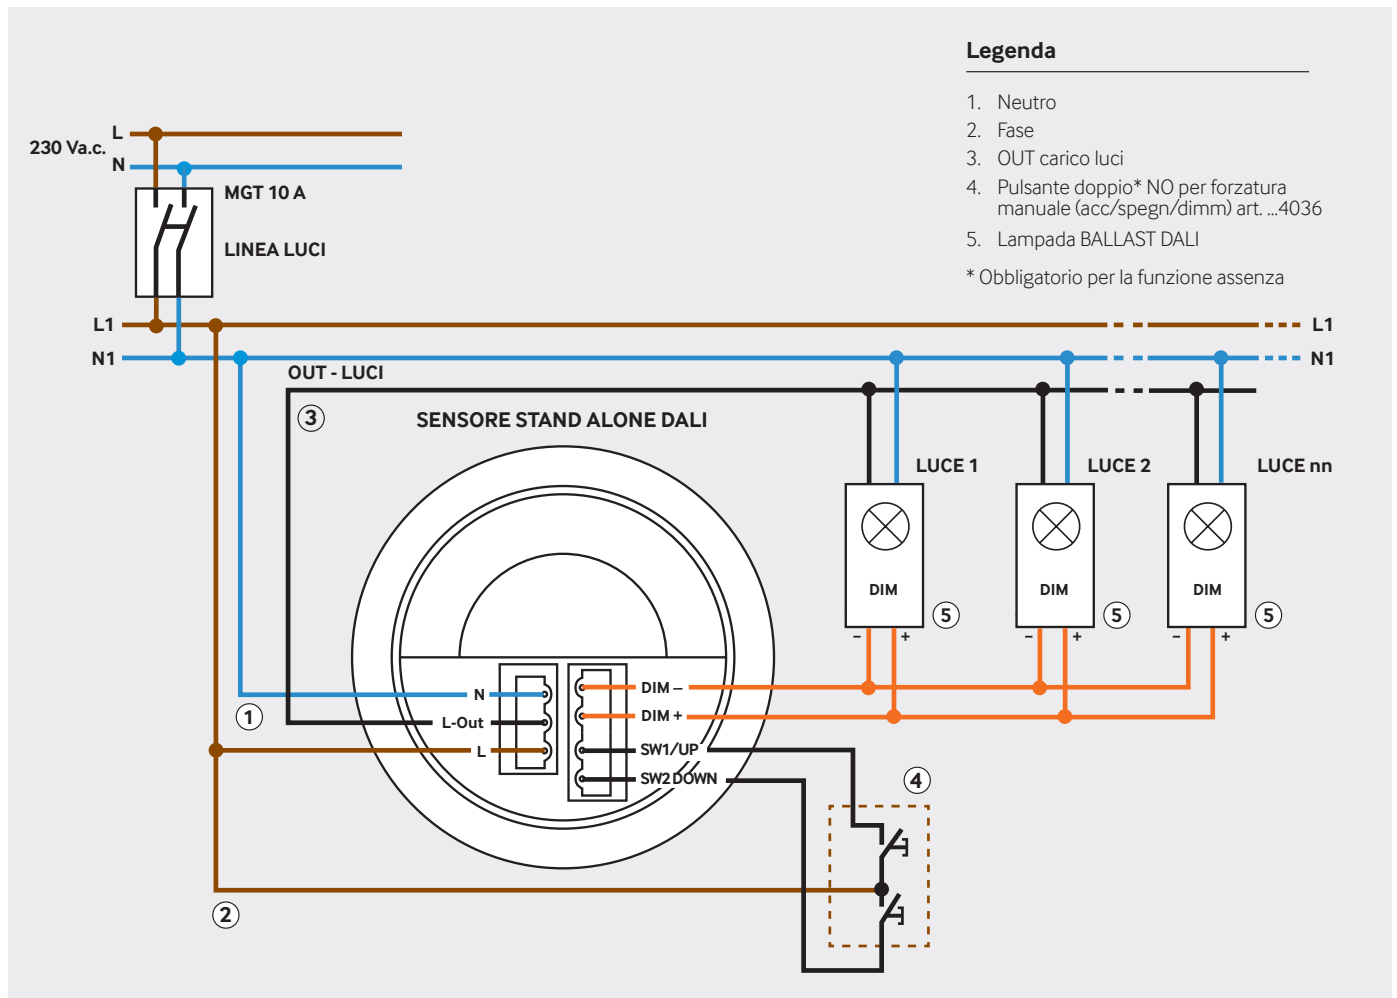 Legenda
1. Neutro
2. Fase
3. OUT carico luci
4. Pulsante doppio* NO per forzatura
manuale (acc/spegn/dimm) art. ...4036
5. Lampada BALLAST DALI
* Obbligatorio per la funzione assenza
L
230 Va.c.
N
MGT 10 A
LINEA LUCI
L1
L1
N1
N1
OUT - LUCI
3
SENSORE STAND ALONE DALI
LUCE 1
LUCE 2
LUCE nn
DIM
DIM
DIM
5
5
5
– +
– +
– +
N
DIM –
1
L-Out
DIM +
L
SW1/UP
SW2 DOWN
4
2